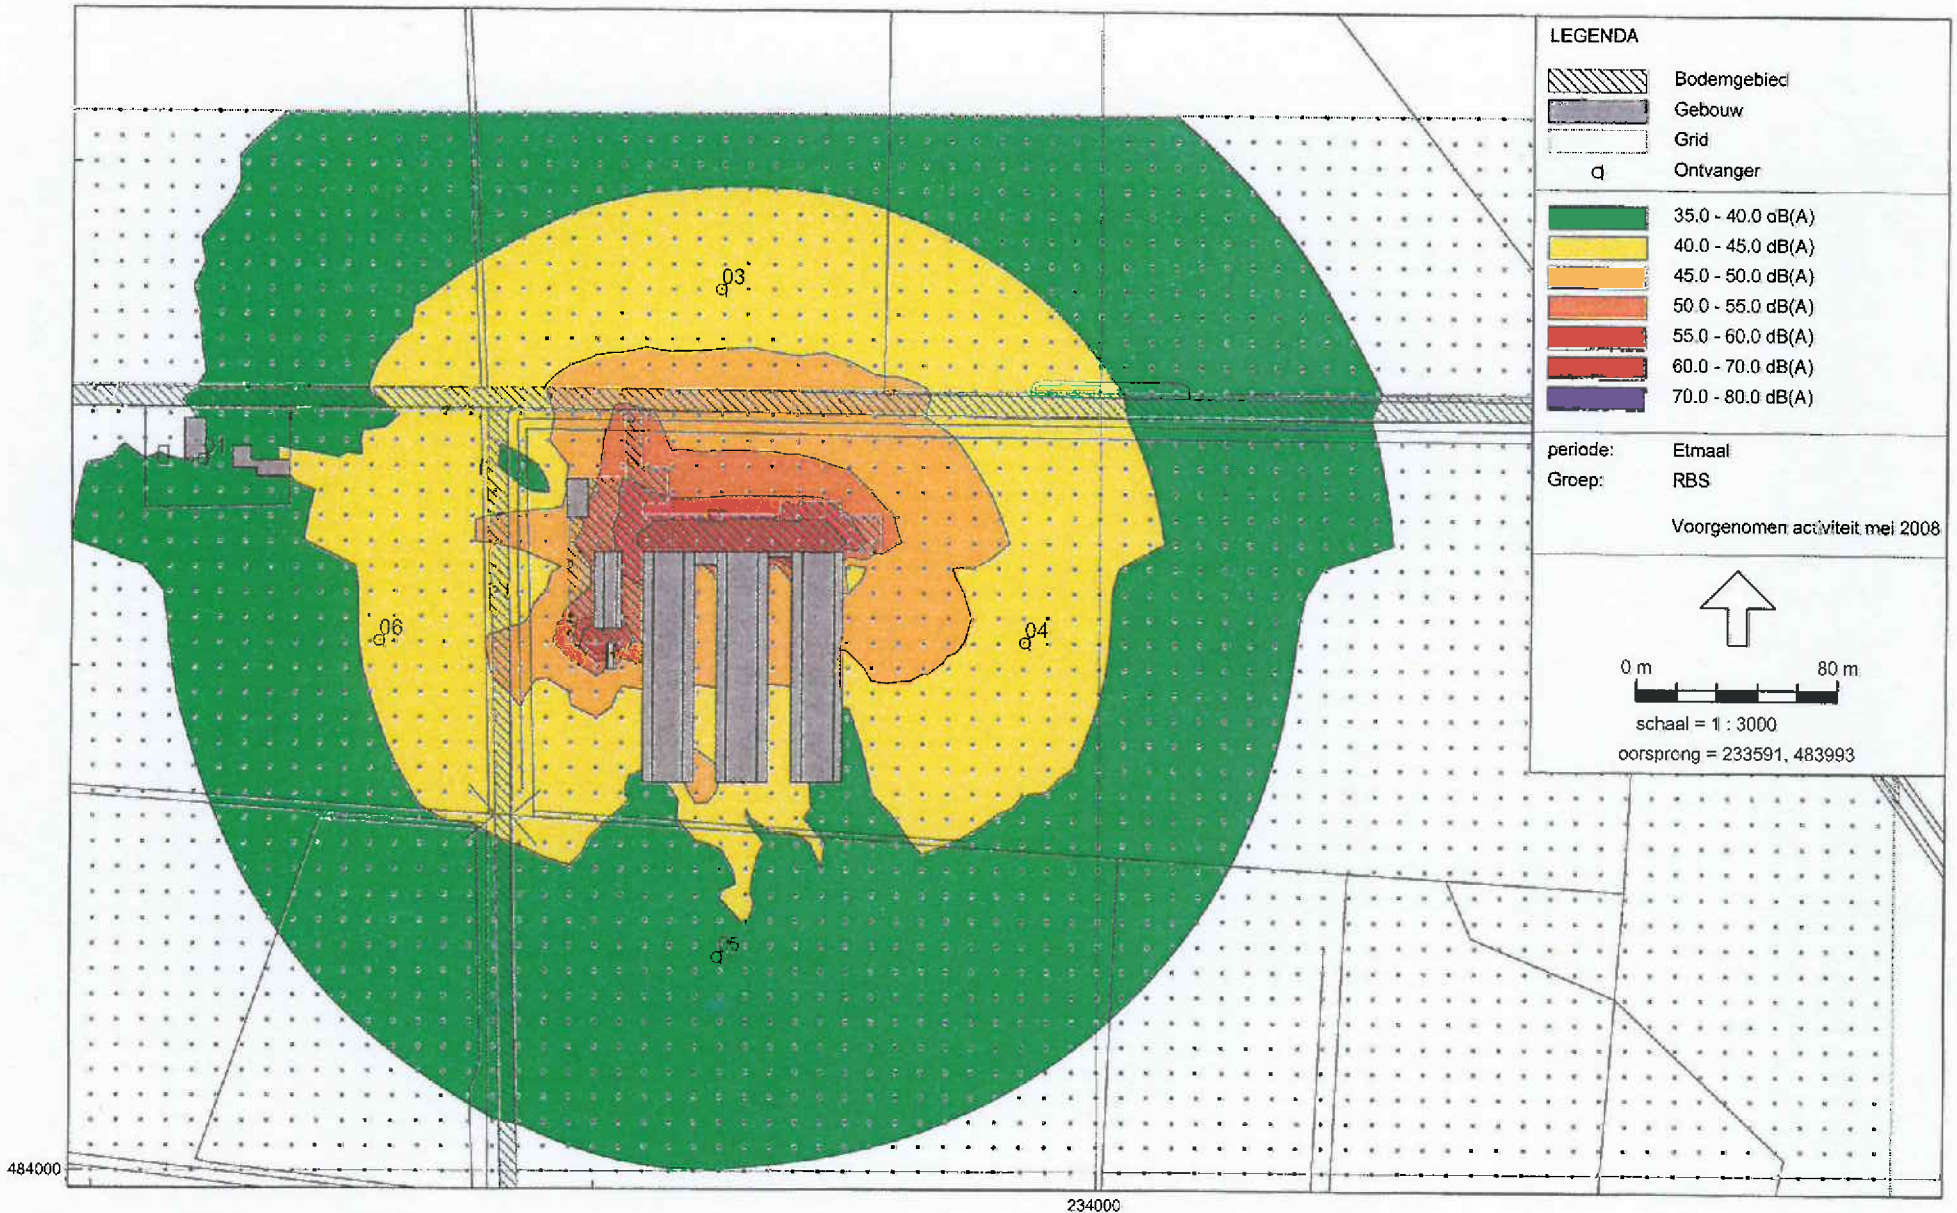 LEGENDA
Bodemgebied
Gebouw
Grid
Ontvanger
35.0 - 40.0 dB(A)
40.0 - 45.0 dB(A)
45.0 - 50.0 dB(A)
50.0 - 55.0 dB(A)
55.0 - 60.0 dB(A)
60.0 - 70.0 dB(A)
70.0 - 80.0 dB(A)
periode: Etmaal
Groep: RBS
Voorgenomen activiteit mei 2008
0 m 80 m
schaal = 1 : 3000
oorsprong = 233591, 483993
03
04
06
484000
234000